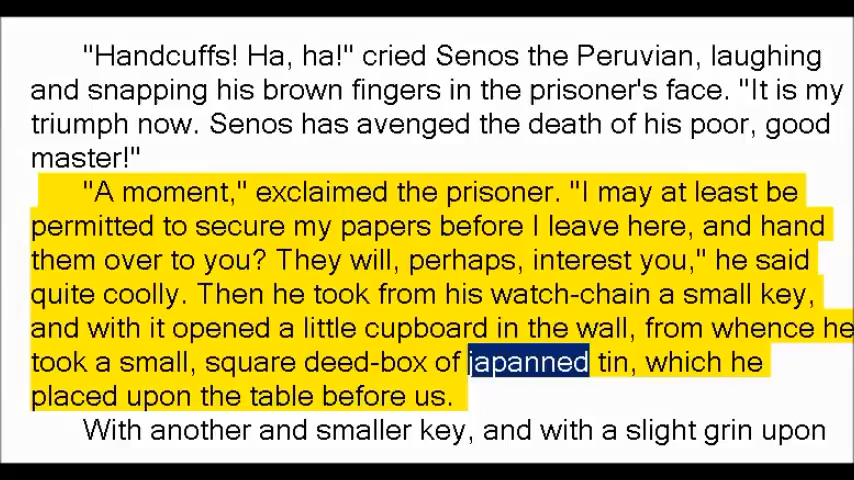 "Handcuffs! Ha, ha!" cried Senos the Peruvian, laughing
and snapping his brown fingers in the prisoner's face. "It is my
triumph now. Senos has avenged the death of his poor, good
master!"
"A moment," exclaimed the prisoner. "I may at least be
permitted to secure my papers before I leave here, and hand
them over to you? They will, perhaps, interest you," he said
quite coolly. Then he took from his watch-chain a small key,
and with it opened a little cupboard in the wall, from whence he
took a small, square deed-box of japanned tin, which he
placed upon the table before us.
With another and smaller key, and with a slight grin upon